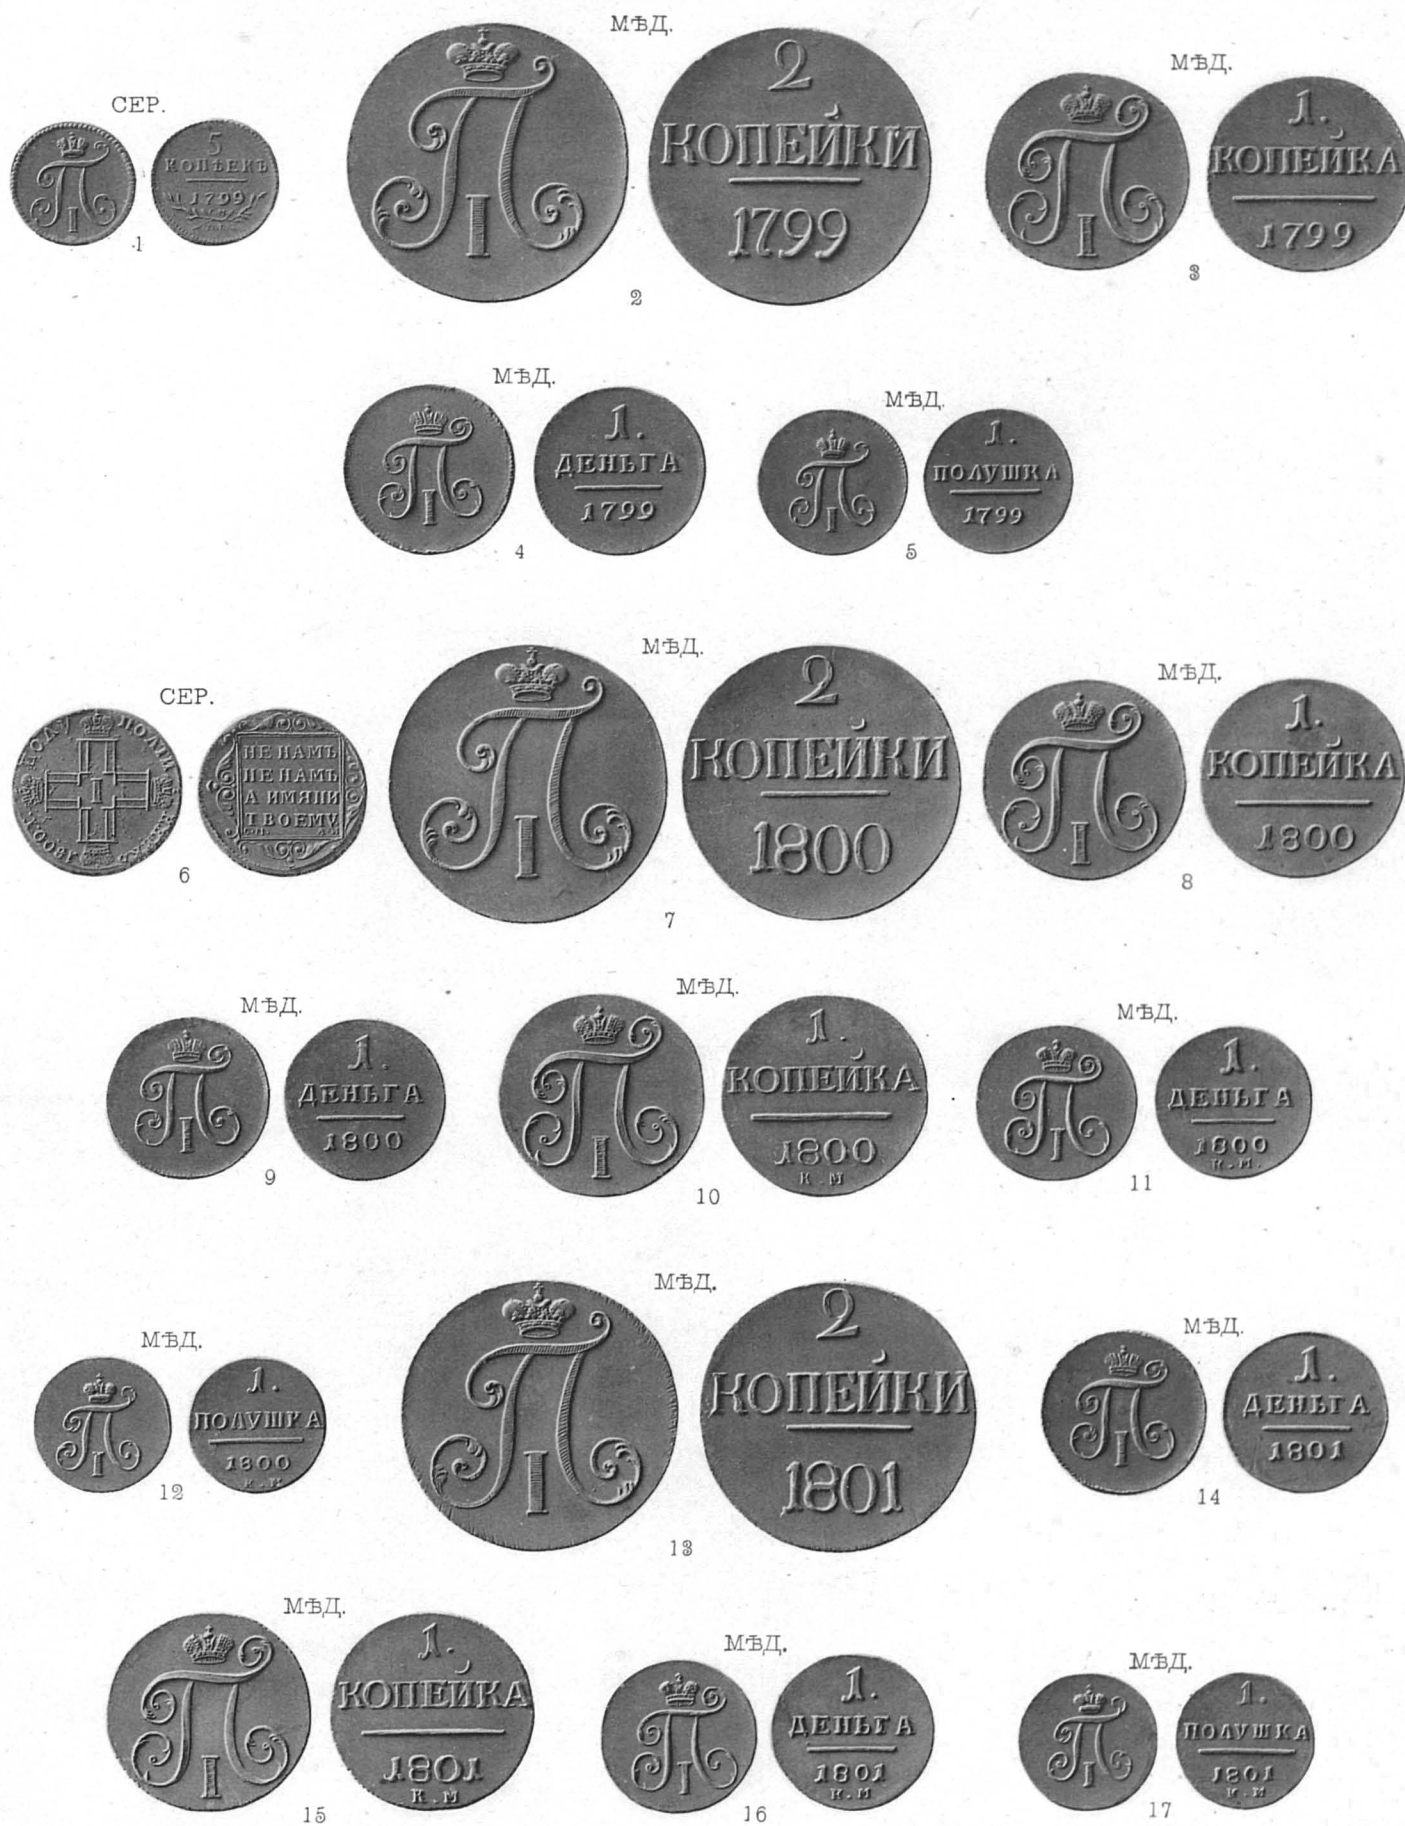 СЕР.
П
I
5
КОПѢЕКЪ
1799
1
МѢД.
П
I
2
КОПЕЙКИ
1799
2
МѢД.
П
I
1.
КОПЕЙКА
1799
3
МѢД.
П
I
1.
ДЕНЬГА
1799
4
МѢД.
П
I
1.
ПОЛУШКА
1799
5
СЕР.
I
НЕ НАМЪ
НЕ НАМЪ
А ИМЯНИ
ТВОЕМУ
6
МѢД.
П
I
2
КОПЕЙКИ
1800
7
МѢД.
П
I
1.
КОПЕЙКА
1800
8
МѢД.
П
I
1.
ДЕНЬГА
1800
9
МѢД.
П
I
1.
КОПЕЙКА
1800
К.М
10
МѢД.
П
I
1.
ДЕНЬГА
1800
К.М.
11
МѢД.
П
I
1.
ПОЛУШКА
1800
К.М
12
МѢД.
П
I
2
КОПЕЙКИ
1801
13
МѢД.
П
I
1.
ДЕНЬГА
1801
14
МѢД.
П
I
1.
КОПЕЙКА
1801
К.М
15
МѢД.
П
I
1.
ДЕНЬГА
1801
К.М
16
МѢД.
П
I
1.
ПОЛУШКА
1801
К.М
17